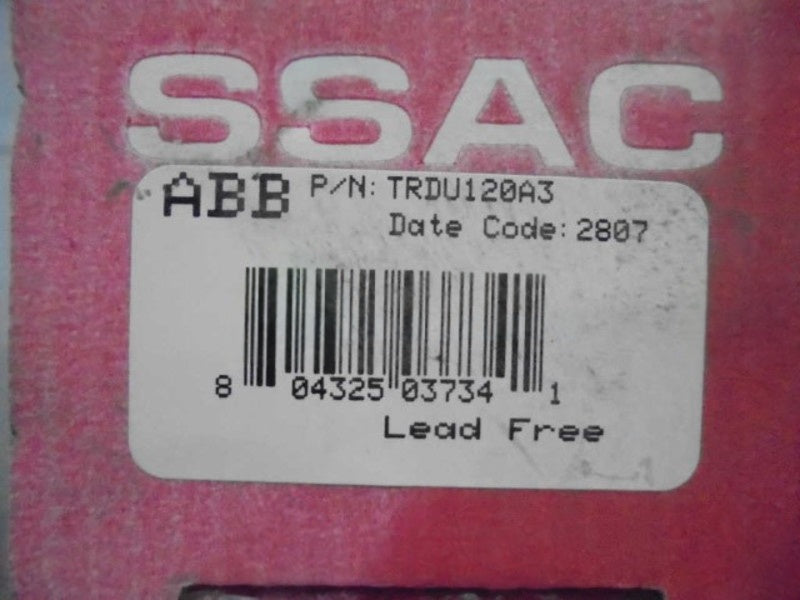 SSAC
ABB P/N: TRDU120A3
Date Code: 2807
8 04325 03734 1
Lead Free